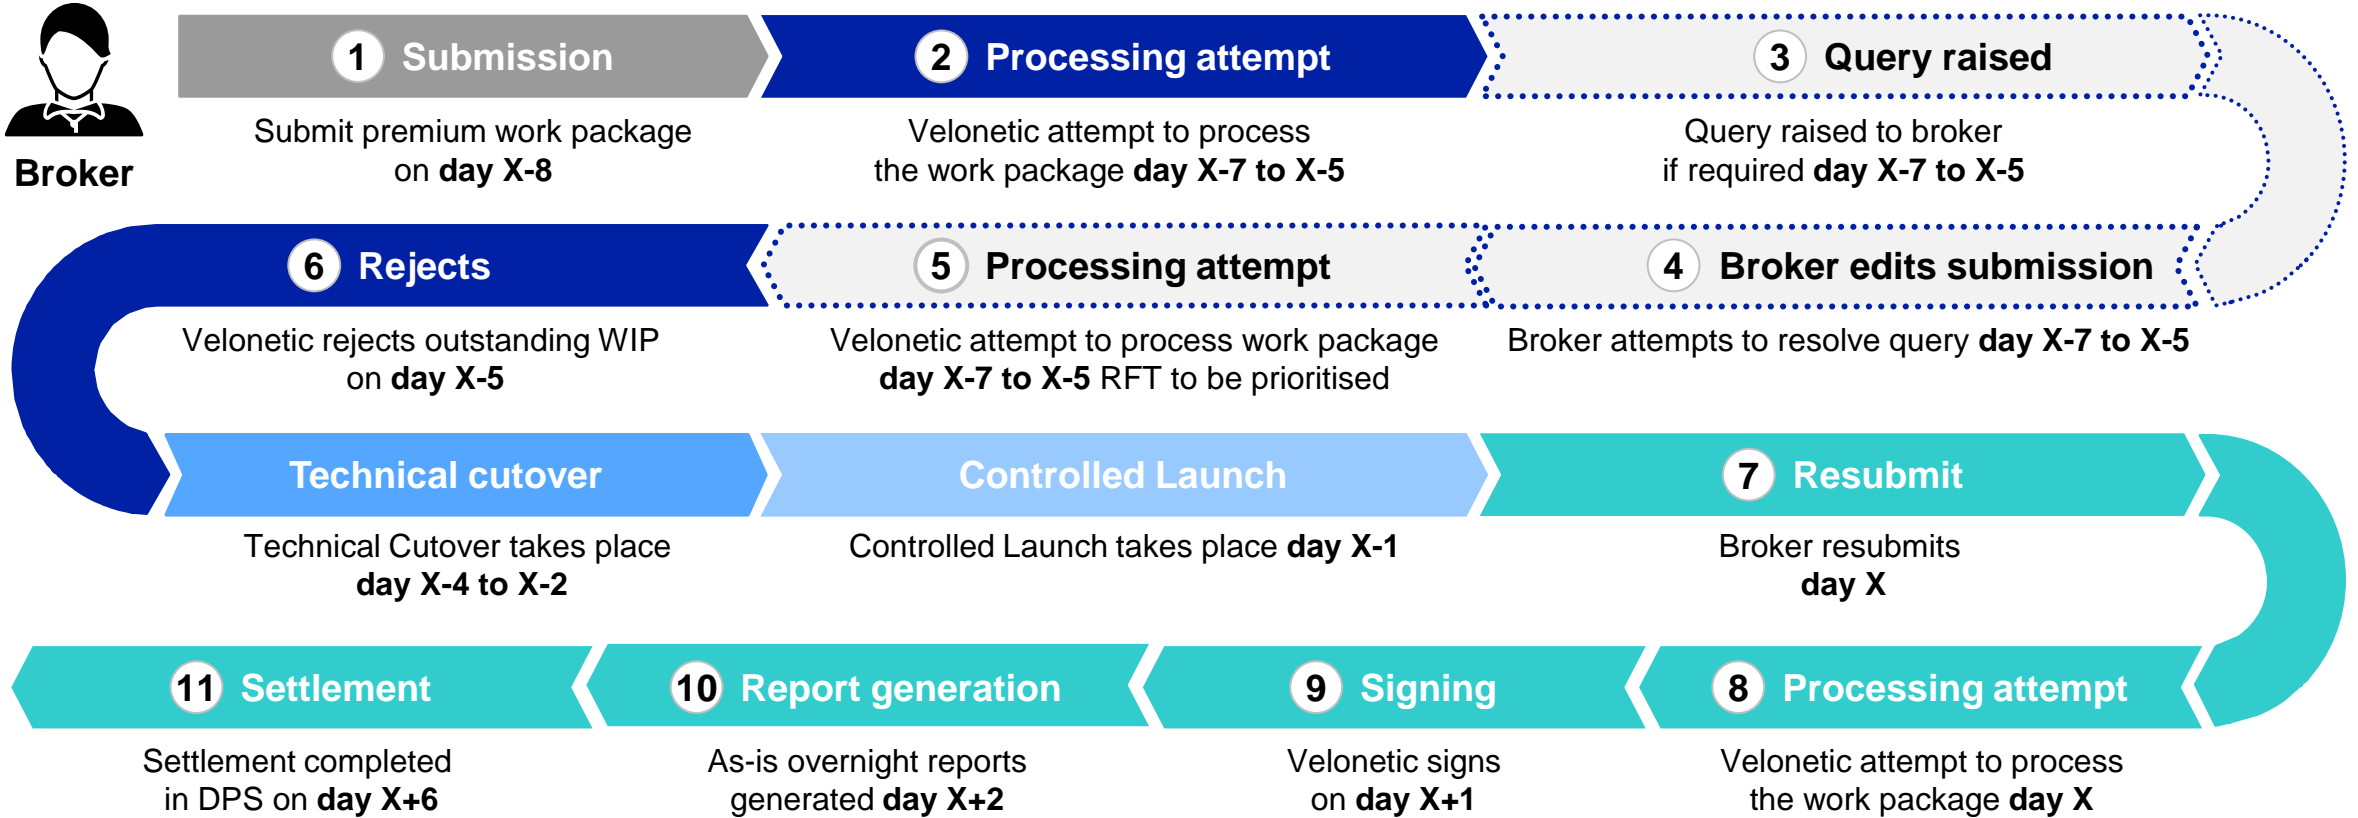 Broker
1 Submission
Submit premium work package
on day X-8
2 Processing attempt
Velonetic attempt to process
the work package day X-7 to X-5
3 Query raised
Query raised to broker
if required day X-7 to X-5
4 Broker edits submission
Broker attempts to resolve query day X-7 to X-5
5 Processing attempt
Velonetic attempt to process work package
day X-7 to X-5 RFT to be prioritised
6 Rejects
Velonetic rejects outstanding WIP
on day X-5
Technical cutover
Technical Cutover takes place
day X-4 to X-2
Controlled Launch
Controlled Launch takes place day X-1
7 Resubmit
Broker resubmits
day X
8 Processing attempt
Velonetic attempt to process
the work package day X
9 Signing
Velonetic signs
on day X+1
10 Report generation
As-is overnight reports
generated day X+2
11 Settlement
Settlement completed
in DPS on day X+6